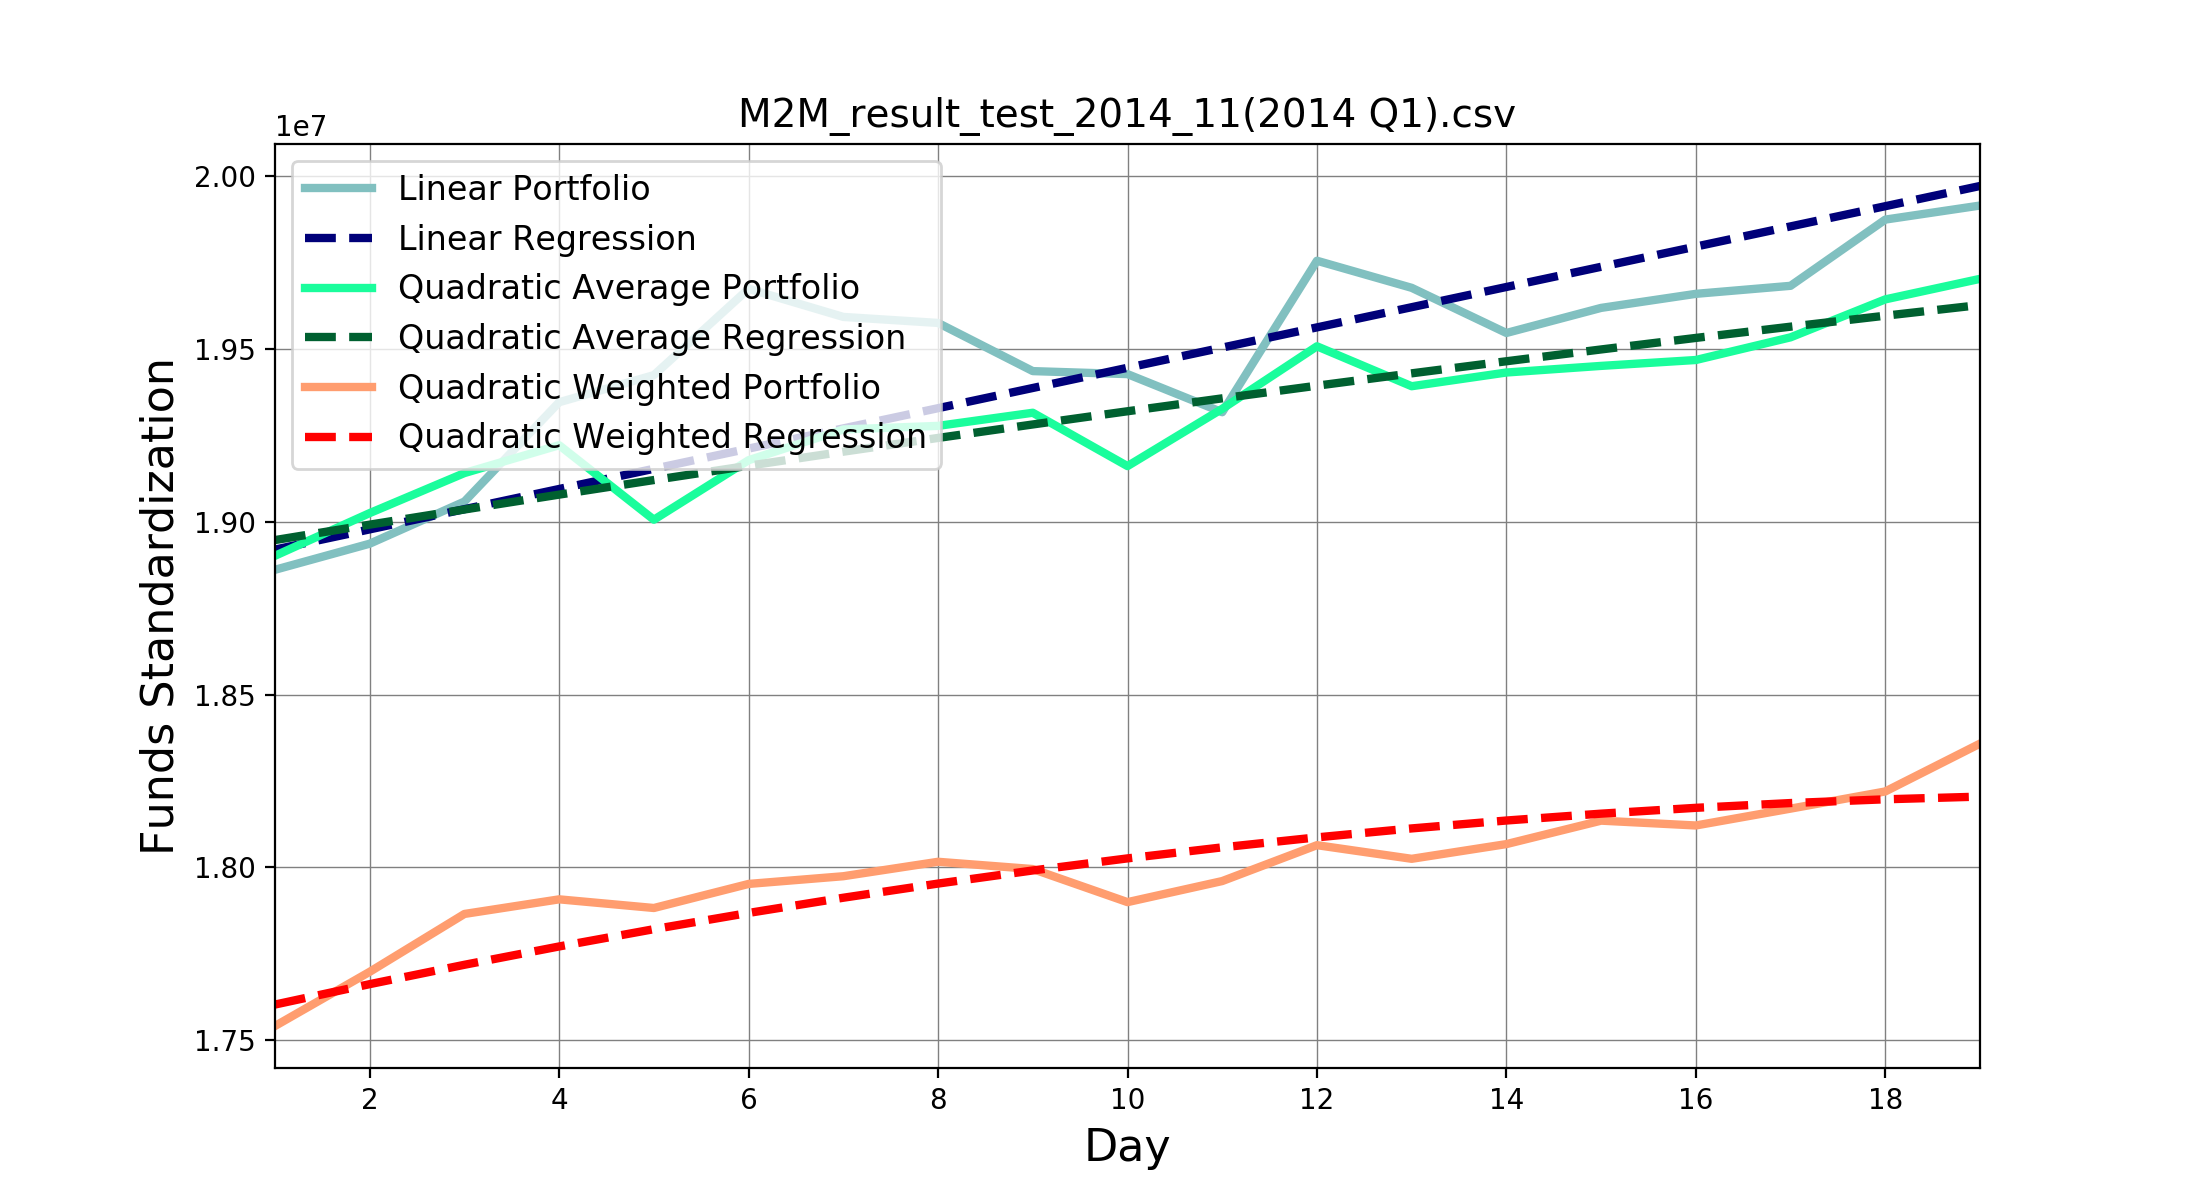 M2M_result_test_2014_11(2014 Q1).csv
1e7
2.00
1.95
1.90
1.85
1.80
1.75
Funds Standardization
Linear Portfolio
Linear Regression
Quadratic Average Portfolio
Quadratic Average Regression
Quadratic Weighted Portfolio
Quadratic Weighted Regression
2 4 6 8 10 12 14 16 18
Day